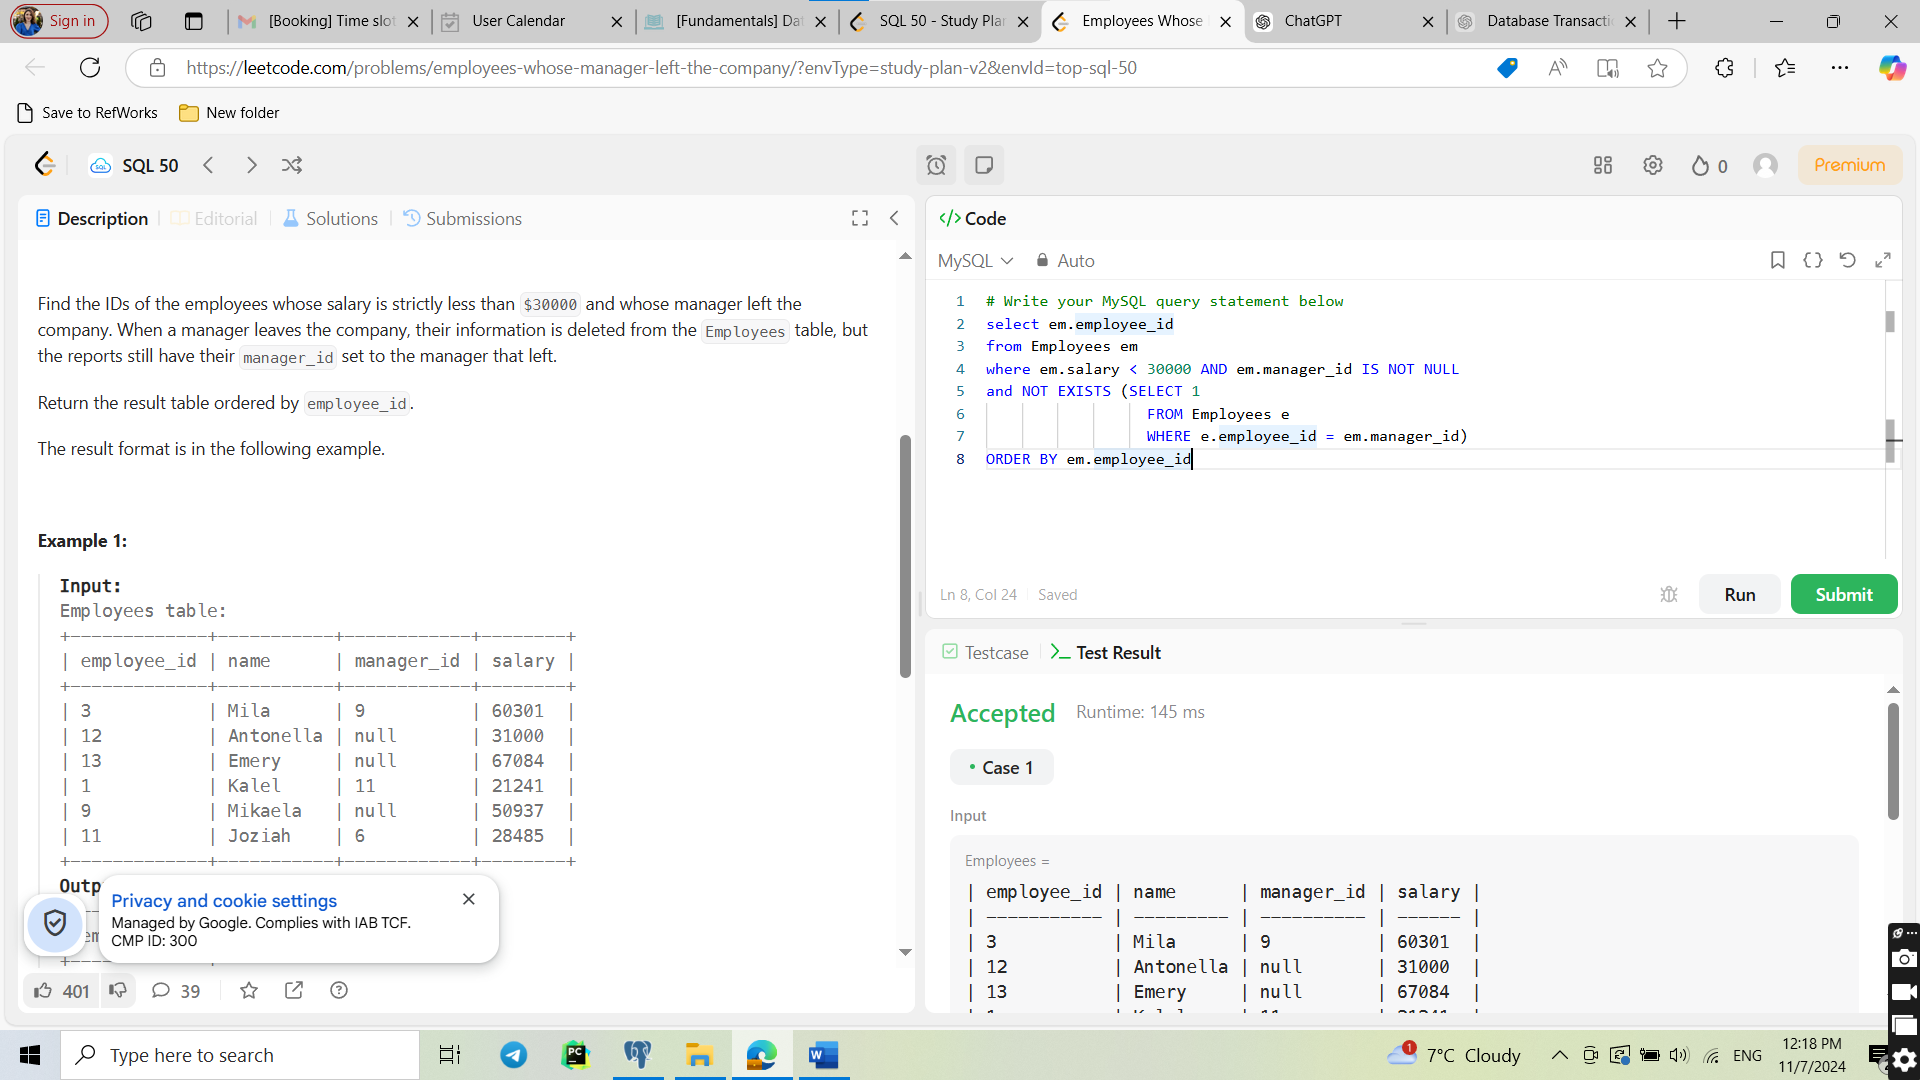 Sign in
[Booking] Time slot
User Calendar
[Fundamentals] Dat
SQL 50 - Study Plan
Employees Whose
ChatGPT
Database Transactio
https://leetcode.com/problems/employees-whose-manager-left-the-company/?envType=study-plan-v2&envId=top-sql-50
Save to RefWorks
New folder
SQL 50
0
Premium
Description
Editorial
Solutions
Submissions
Find the IDs of the employees whose salary is strictly less than $30000 and whose manager left the
company. When a manager leaves the company, their information is deleted from the Employees table, but
the reports still have their manager_id set to the manager that left.
Return the result table ordered by employee_id.
The result format is in the following example.
Example 1:
Input:
Employees table:
+-------------+-----------+------------+--------+
| employee_id | name      | manager_id | salary |
+-------------+-----------+------------+--------+
| 3           | Mila      | 9          | 60301  |
| 12          | Antonella | null       | 31000  |
| 13          | Emery     | null       | 67084  |
| 1           | Kalel     | 11         | 21241  |
| 9           | Mikaela   | null       | 50937  |
| 11          | Joziah    | 6          | 28485  |
+-------------+-----------+------------+--------+
Outp
Privacy and cookie settings
Managed by Google. Complies with IAB TCF.
CMP ID: 300
em
401
39
</> Code
MySQL
Auto
1 # Write your MySQL query statement below
2 select em.employee_id
3 from Employees em
4 where em.salary < 30000 AND em.manager_id IS NOT NULL
5 and NOT EXISTS (SELECT 1
6 FROM Employees e
7 WHERE e.employee_id = em.manager_id)
8 ORDER BY em.employee_id
Ln 8, Col 24
Saved
Run
Submit
Testcase
Test Result
Accepted
Runtime: 145 ms
Case 1
Input
Employees =
| employee_id | name      | manager_id | salary |
| ----------- | --------- | ---------- | ------ |
| 3           | Mila      | 9          | 60301  |
| 12          | Antonella | null       | 31000  |
| 13          | Emery     | null       | 67084  |
Type here to search
1
7°C Cloudy
ENG
12:18 PM
11/7/2024